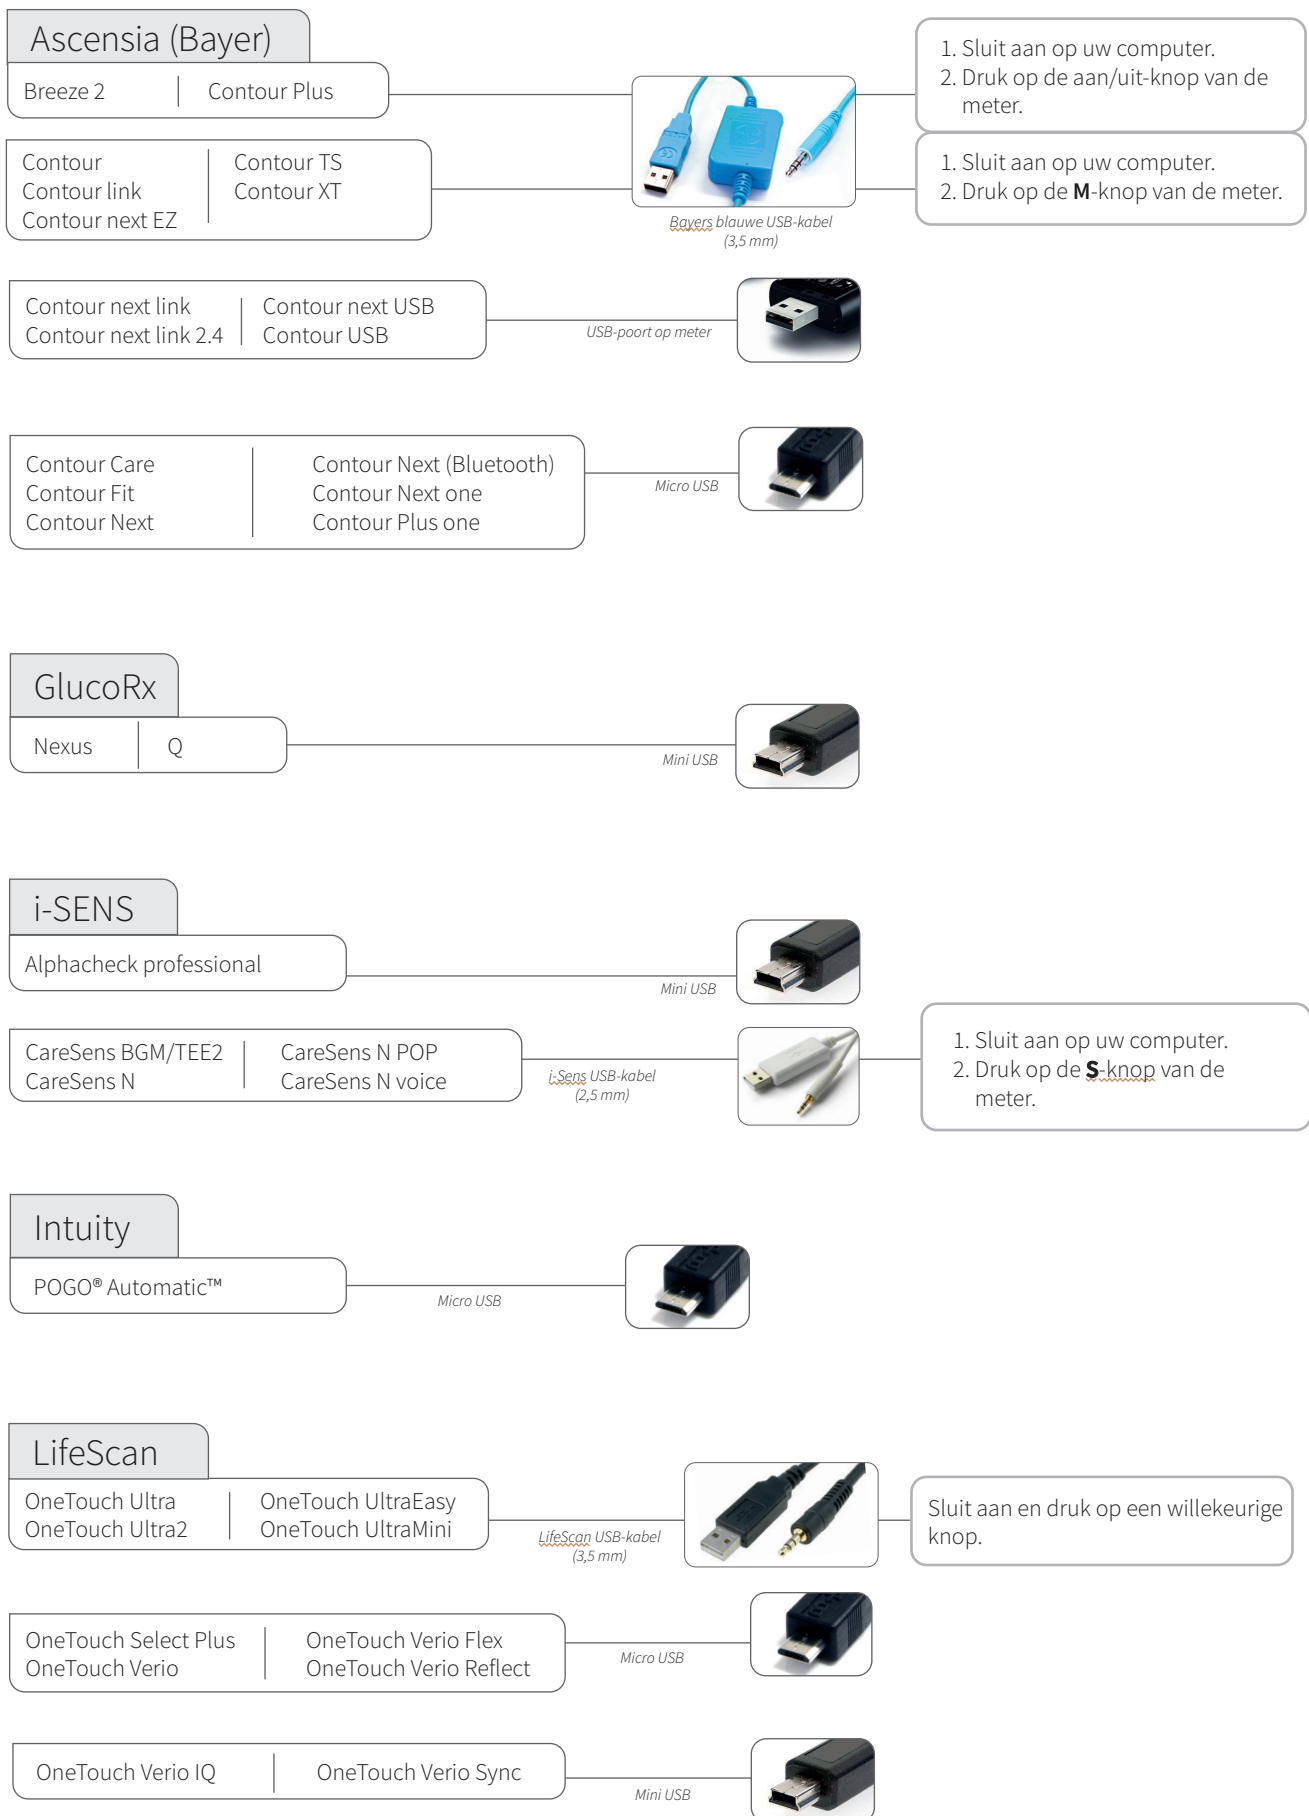 Ascensia (Bayer)
Breeze 2
Contour Plus
1. Sluit aan op uw computer.
2. Druk op de aan/uit-knop van de
meter.
Contour
Contour link
Contour next EZ
Contour TS
Contour XT
Bayers blauwe USB-kabel
(3,5 mm)
1. Sluit aan op uw computer.
2. Druk op de M-knop van de meter.
Contour next link
Contour next link 2.4
Contour next USB
Contour USB
USB-poort op meter
Contour Care
Contour Fit
Contour Next
Contour Next (Bluetooth)
Contour Next one
Contour Plus one
Micro USB
GlucoRx
Nexus
Q
Mini USB
i-SENS
Alphacheck professional
Mini USB
CareSens BGM/TEE2
CareSens N
CareSens N POP
CareSens N voice
i-Sens USB-kabel
(2,5 mm)
1. Sluit aan op uw computer.
2. Druk op de S-knop van de
meter.
Intuity
POGO® Automatic™
Micro USB
LifeScan
OneTouch Ultra
OneTouch Ultra2
OneTouch UltraEasy
OneTouch UltraMini
LifeScan USB-kabel
(3,5 mm)
Sluit aan en druk op een willekeurige
knop.
OneTouch Select Plus
OneTouch Verio
OneTouch Verio Flex
OneTouch Verio Reflect
Micro USB
OneTouch Verio IQ
OneTouch Verio Sync
Mini USB